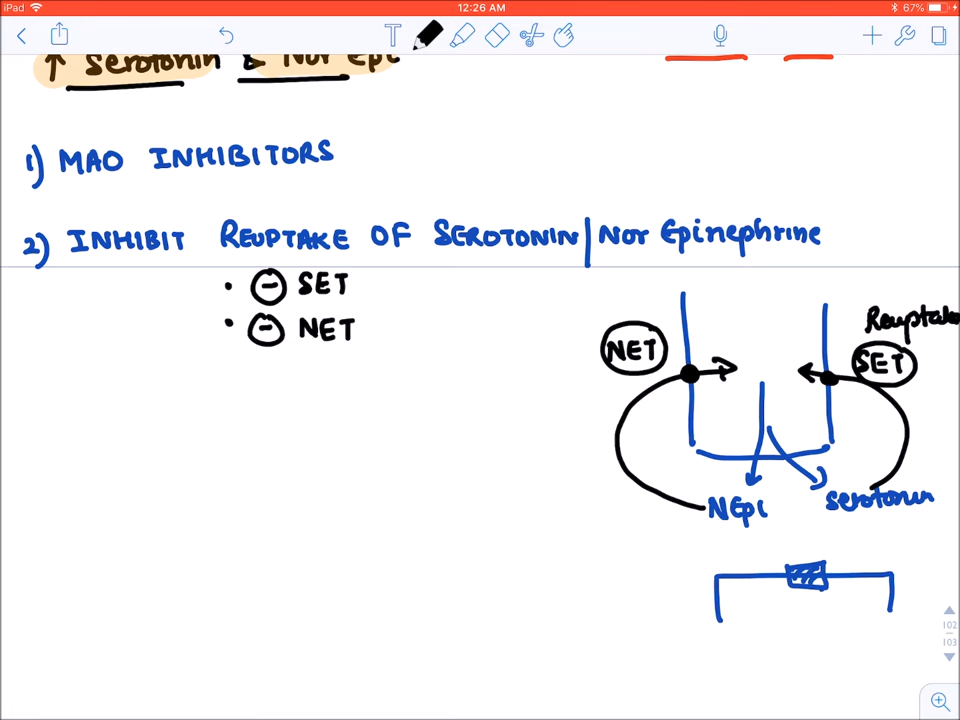 iPad 12:26 AM 67%
T
↑ Serotonin & Nor Epi
1) MAO INHIBITORS
2) INHIBIT REUPTAKE OF SEROTONIN | Nor Epinephrine
• ⊖ SET
• ⊖ NET
Reuptake
NET SET
NEpi Serotonin
102
103